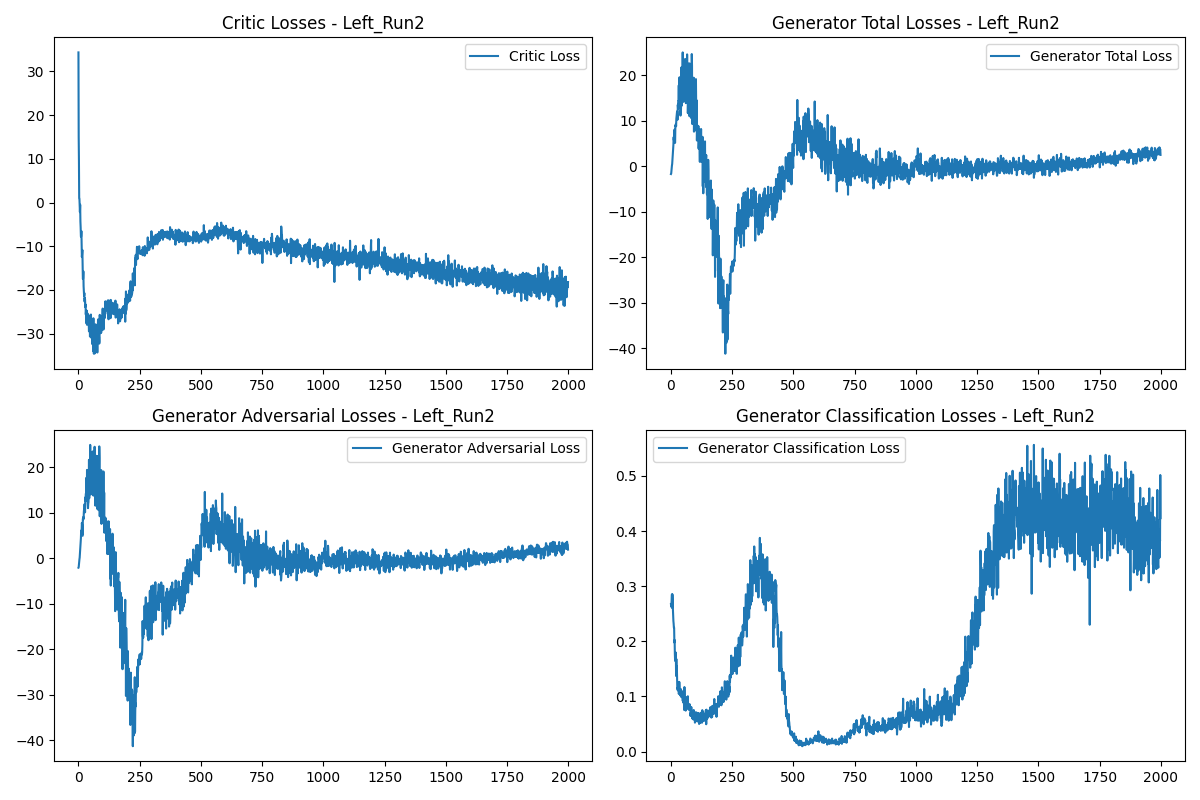 Critic Losses - Left_Run2
Critic Loss
30
20
10
0
−10
−20
−30
0 250 500 750 1000 1250 1500 1750 2000
Generator Total Losses - Left_Run2
Generator Total Loss
20
10
0
−10
−20
−30
−40
0 250 500 750 1000 1250 1500 1750 2000
Generator Adversarial Losses - Left_Run2
Generator Adversarial Loss
20
10
0
−10
−20
−30
−40
0 250 500 750 1000 1250 1500 1750 2000
Generator Classification Losses - Left_Run2
Generator Classification Loss
0.5
0.4
0.3
0.2
0.1
0.0
0 250 500 750 1000 1250 1500 1750 2000